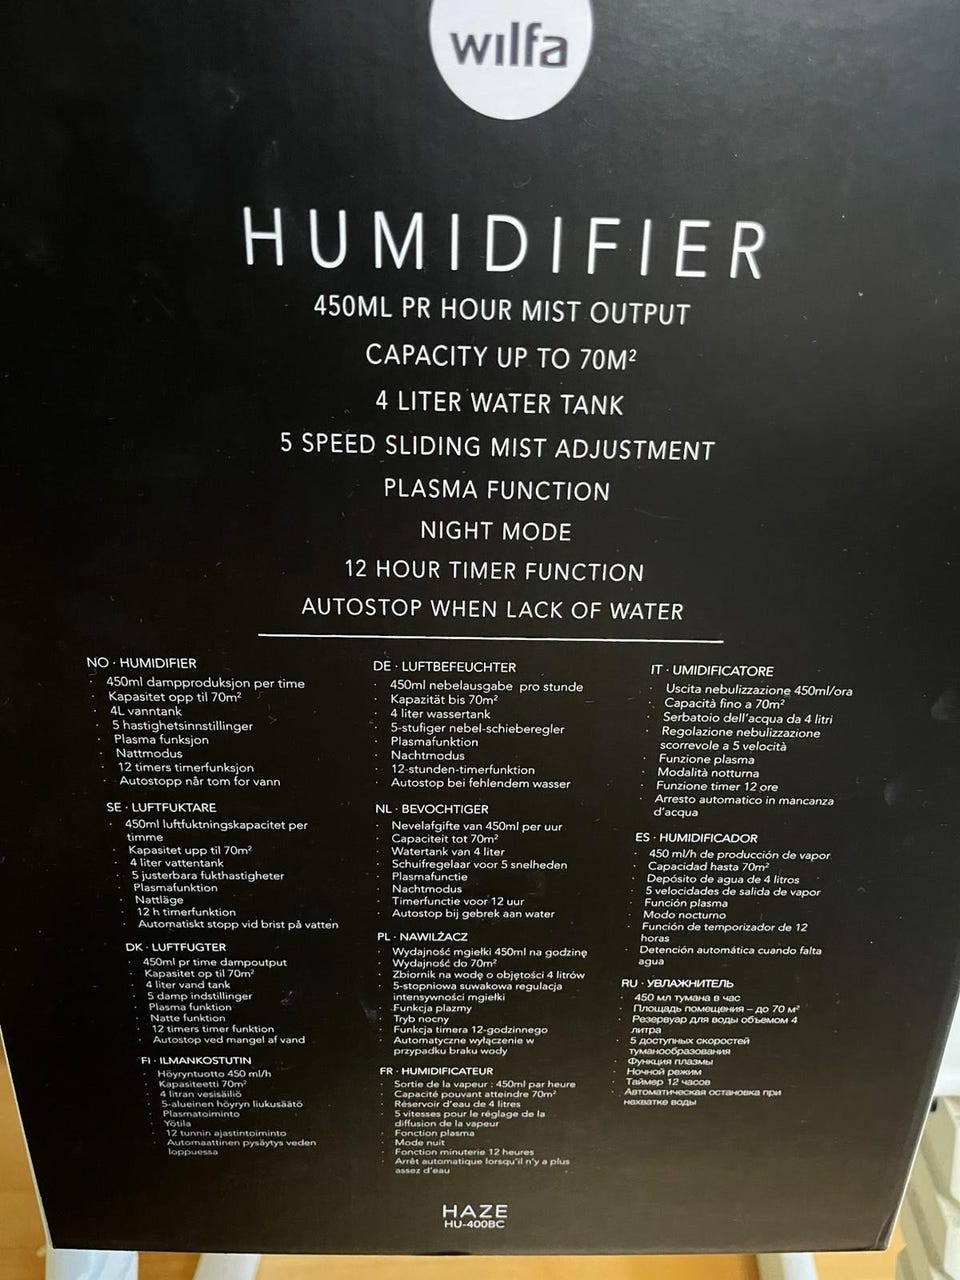 wilfa
HUMIDIFIER
450ML PR HOUR MIST OUTPUT
CAPACITY UP TO 70M²
4 LITER WATER TANK
5 SPEED SLIDING MIST ADJUSTMENT
PLASMA FUNCTION
NIGHT MODE
12 HOUR TIMER FUNCTION
AUTOSTOP WHEN LACK OF WATER
NO · HUMIDIFIER
· 450ml dampproduksjon per time
· Kapasitet opp til 70m²
· 4L vanntank
· 5 hastighetsinnstillinger
· Plasma funksjon
· Nattmodus
· 12 timers timerfunksjon
· Autostopp når tom for vann
SE · LUFTFUKTARE
· 450ml luftfuktningskapacitet per
timme
· Kapasitet upp til 70m²
· 4 liter vattentank
· 5 justerbara fukthastigheter
· Plasmafunktion
· Nattläge
· 12 h timerfunktion
· Automatiskt stopp vid brist på vatten
DK · LUFTFUGTER
· 450ml pr time dampoutput
· Kapasitet op til 70m²
· 4 liter vand tank
· 5 damp indstillinger
· Plasma funktion
· Natte funktion
· 12 timers timer funktion
· Autostop ved mangel af vand
FI · ILMANKOSTUTIN
· Höyryntuotto 450 ml/h
· Kapasiteetti 70m²
· 4 litran vesisäiliö
· 5-alueinen höyryn liukusäätö
· Plasmatoiminto
· Yötila
· 12 tunnin ajastintoiminto
· Automaattinen pysäytys veden
loppuessa
DE · LUFTBEFEUCHTER
· 450ml nebelausgabe pro stunde
· Kapazität bis 70m²
· 4 liter wassertank
· 5-stufiger nebel-schieberegler
· Plasmafunktion
· Nachtmodus
· 12-stunden-timerfunktion
· Autostop bei fehlendem wasser
NL · BEVOCHTIGER
· Nevelafgifte van 450ml per uur
· Capaciteit tot 70m²
· Watertank van 4 liter
· Schuifregelaar voor 5 snelheden
· Plasmafunctie
· Nachtmodus
· Timerfunctie voor 12 uur
· Autostop bij gebrek aan water
PL · NAWILŻACZ
· Wydajność mgiełki 450ml na godzinę
· Wydajność do 70m²
· Zbiornik na wodę o objętości 4 litrów
· 5-stopniowa suwakowa regulacja
intensywności mgiełki
· Funkcja plazmy
· Tryb nocny
· Funkcja timera 12-godzinnego
· Automatyczne wyłączenie w
przypadku braku wody
FR · HUMIDIFICATEUR
· Sortie de la vapeur : 450ml par heure
· Capacité pouvant atteindre 70m²
· Réservoir d'eau de 4 litres
· 5 vitesses pour le réglage de la
diffusion de la vapeur
· Fonction plasma
· Mode nuit
· Fonction minuterie 12 heures
· Arrêt automatique lorsqu'il n'y a plus
assez d'eau
IT · UMIDIFICATORE
· Uscita nebulizzazione 450ml/ora
· Capacità fino a 70m²
· Serbatoio dell'acqua da 4 litri
· Regolazione nebulizzazione
scorrevole a 5 velocità
· Funzione plasma
· Modalità notturna
· Funzione timer 12 ore
· Arresto automatico in mancanza
d'acqua
ES · HUMIDIFICADOR
· 450 ml/h de producción de vapor
· Capacidad hasta 70m²
· Depósito de agua de 4 litros
· 5 velocidades de salida de vapor
· Función plasma
· Modo nocturno
· Función de temporizador de 12
horas
· Detención automática cuando falta
agua
RU · УВЛАЖНИТЕЛЬ
· 450 мл тумана в час
· Площадь помещения – до 70 м²
· Резервуар для воды объемом 4
литра
· 5 доступных скоростей
туманообразования
· Функция плазмы
· Ночной режим
· Таймер 12 часов
· Автоматическая остановка при
нехватке воды
HAZE
HU-400BC